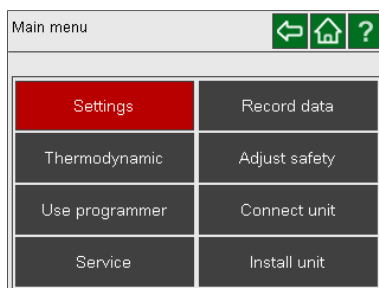 Main menu
?
Settings
Record data
Thermodynamic
Adjust safety
Use programmer
Connect unit
Service
Install unit